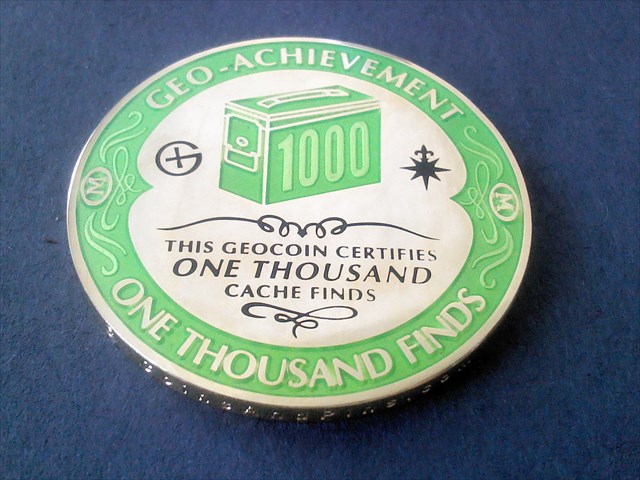 GEO-ACHIEVEMENT
1000
M
M
THIS GEOCOIN CERTIFIES
ONE THOUSAND
CACHE FINDS
ONE THOUSAND FINDS